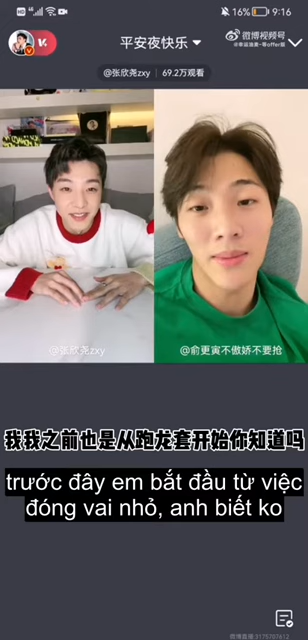 HD 4G 16% 9:16
平安夜快乐
微博视频号
@张欣尧zxy 69.2万观看
@张欣尧zxy @俞更寅不傲娇不要抢
我我之前也是从跑龙套开始你知道吗
trước đây em bắt đầu từ việc
đóng vai nhỏ, anh biết ko